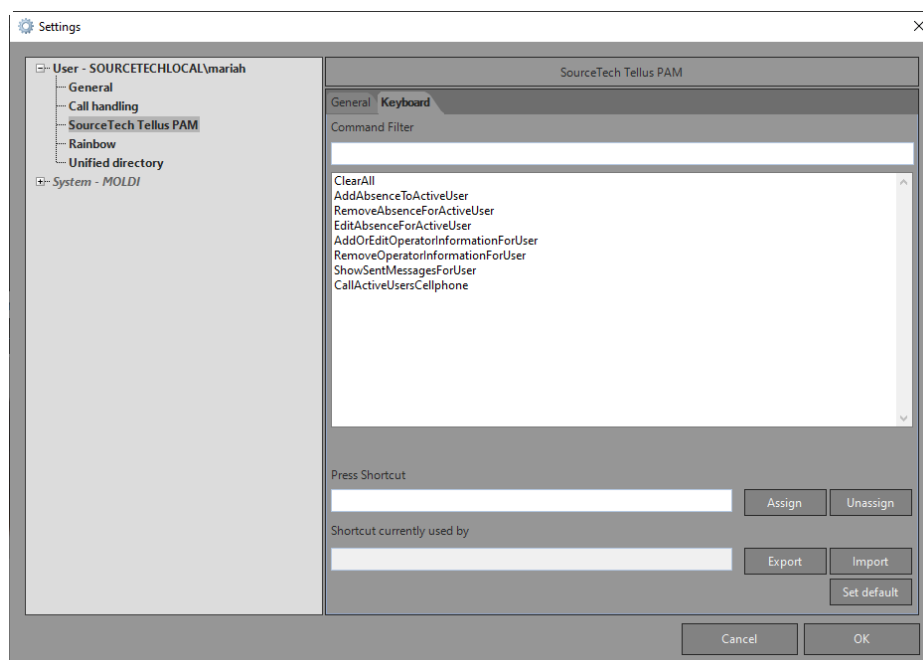 Settings
User - SOURCETECHLOCAL\mariah
General
Call handling
SourceTech Tellus PAM
Rainbow
Unified directory
System - MOLDI
SourceTech Tellus PAM
General Keyboard
Command Filter
ClearAll
AddAbsenceToActiveUser
RemoveAbsenceForActiveUser
EditAbsenceForActiveUser
AddOrEditOperatorInformationForUser
RemoveOperatorInformationForUser
ShowSentMessagesForUser
CallActiveUsersCellphone
Press Shortcut
Assign Unassign
Shortcut currently used by
Export Import
Set default
Cancel OK